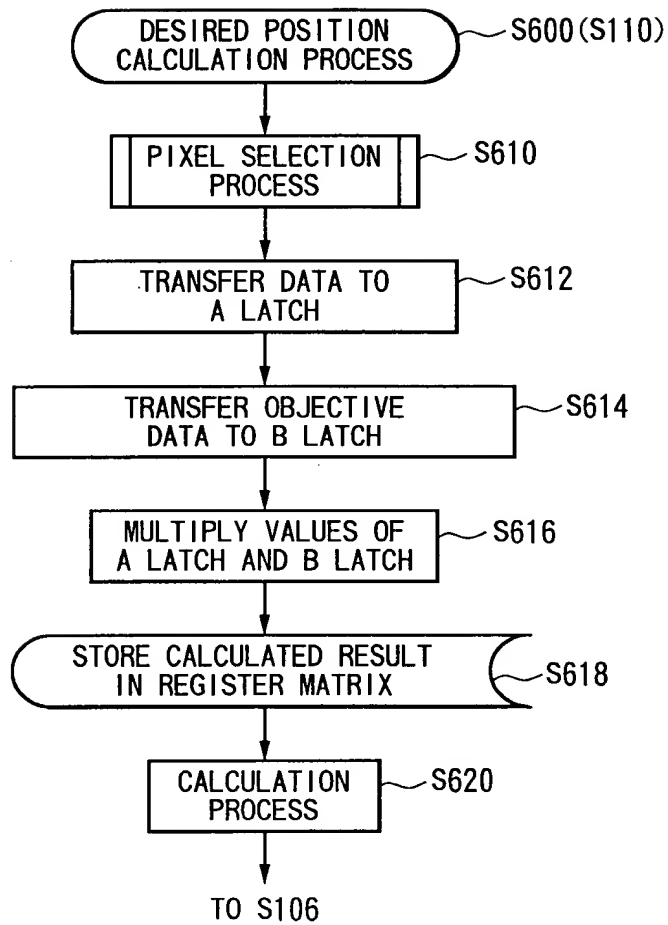 DESIRED POSITION
CALCULATION PROCESS
S600(S110)
PIXEL SELECTION
PROCESS
S610
TRANSFER DATA TO
A LATCH
S612
TRANSFER OBJECTIVE
DATA TO B LATCH
S614
MULTIPLY VALUES OF
A LATCH AND B LATCH
S616
STORE CALCULATED RESULT
IN REGISTER MATRIX
S618
CALCULATION
PROCESS
S620
TO S106